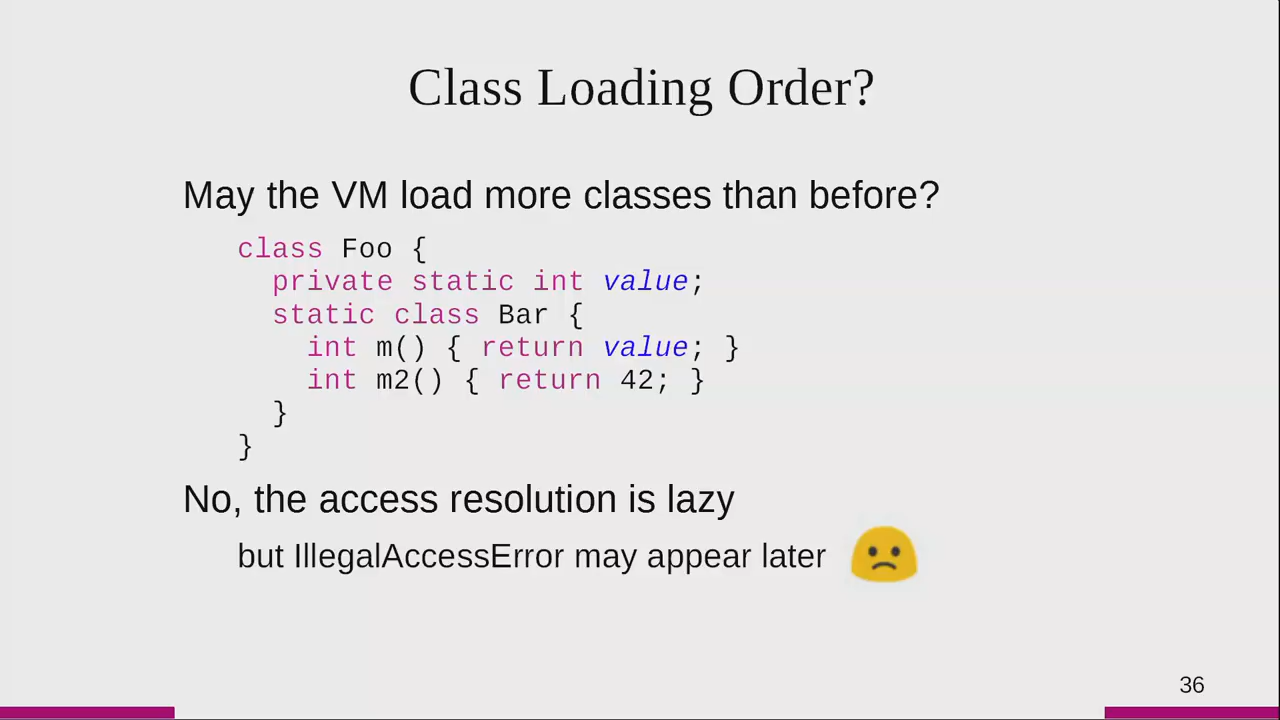 Class Loading Order?
May the VM load more classes than before?
class Foo {
  private static int value;
  static class Bar {
    int m() { return value; }
    int m2() { return 42; }
  }
}
No, the access resolution is lazy
but IllegalAccessError may appear later
36